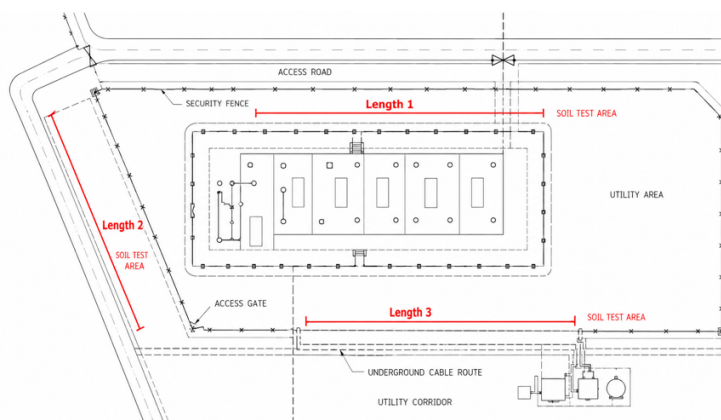 ACCESS ROAD
SECURITY FENCE
Length 1
SOIL TEST AREA
UTILITY AREA
Length 2
SOIL TEST
AREA
ACCESS GATE
Length 3
SOIL TEST AREA
UNDERGROUND CABLE ROUTE
UTILITY CORRIDOR